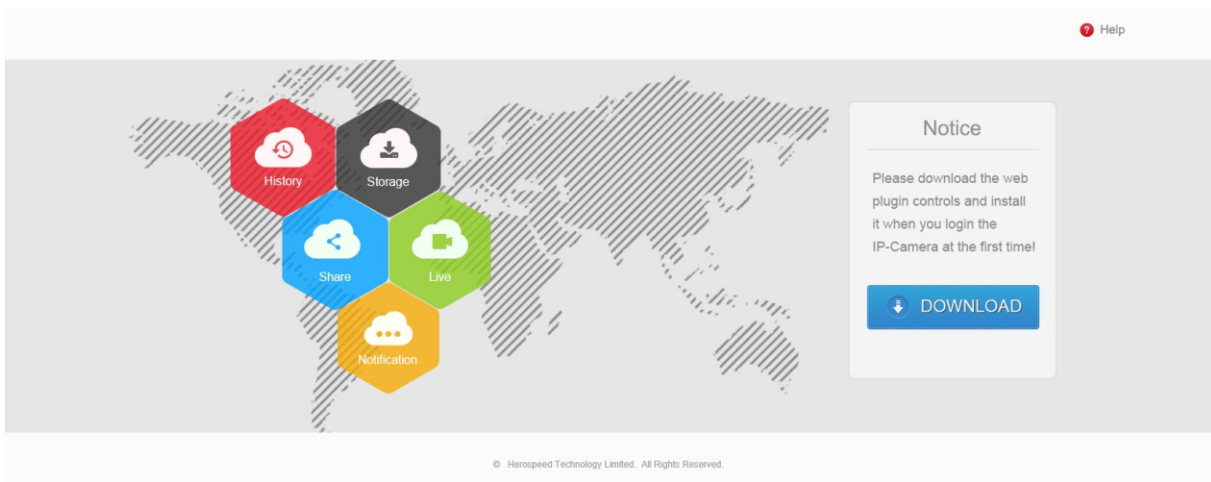 Help
History
Storage
Share
Live
Notification
Notice
Please download the web
plugin controls and install
it when you login the
IP-Camera at the first time!
DOWNLOAD
© Herospeed Technology Limited. All Rights Reserved.